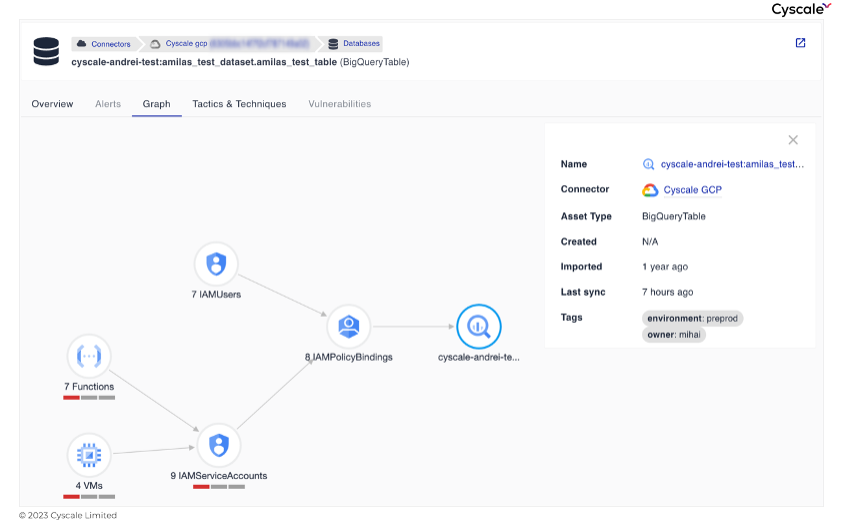 Cyscale
Connectors
Cyscale gcp
Databases
cyscale-andrei-test:amilas_test_dataset.amilas_test_table (BigQueryTable)
Overview
Alerts
Graph
Tactics & Techniques
Vulnerabilities
Name
cyscale-andrei-test:amilas_test...
Connector
Cyscale GCP
Asset Type
BigQueryTable
Created
N/A
Imported
1 year ago
Last sync
7 hours ago
Tags
environment: preprod
owner: mihai
7 IAMUsers
8 IAMPolicyBindings
cyscale-andrei-te...
7 Functions
9 IAMServiceAccounts
4 VMs
© 2023 Cyscale Limited